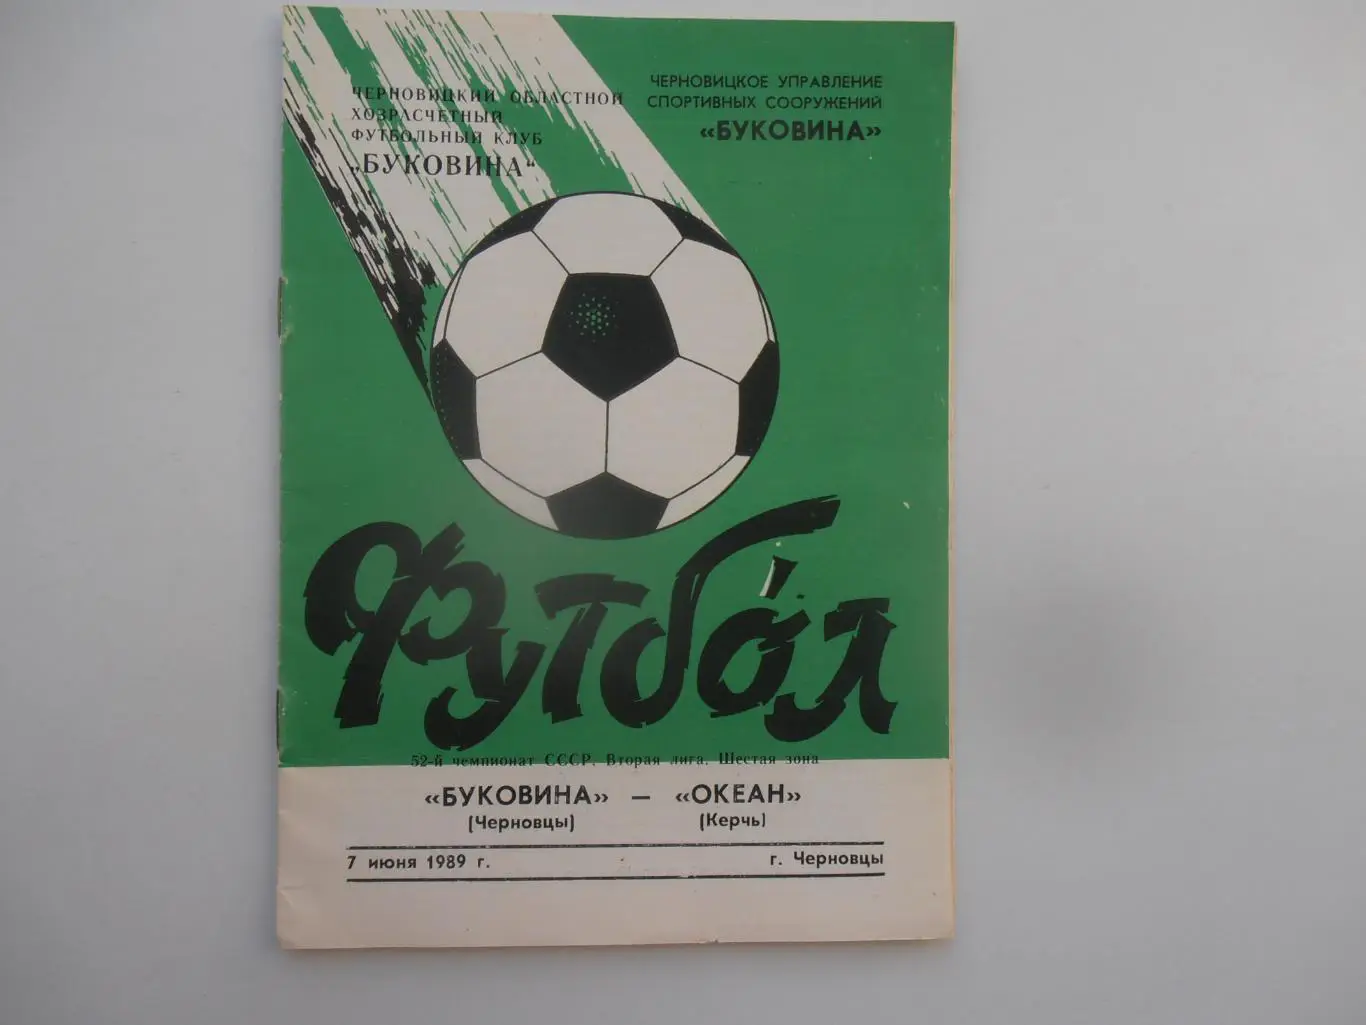 ЧЕРНОВИЦКИЙ ОБЛАСТНОЙ
ХОЗРАСЧЕТНЫЙ
ФУТБОЛЬНЫЙ КЛУБ
„БУКОВИНА“
ЧЕРНОВИЦКОЕ УПРАВЛЕНИЕ
СПОРТИВНЫХ СООРУЖЕНИЙ
«БУКОВИНА»
Футбол
52-й чемпионат СССР. Вторая лига. Шестая зона
«БУКОВИНА» — «ОКЕАН»
(Черновцы) (Керчь)
7 июня 1989 г. г. Черновцы